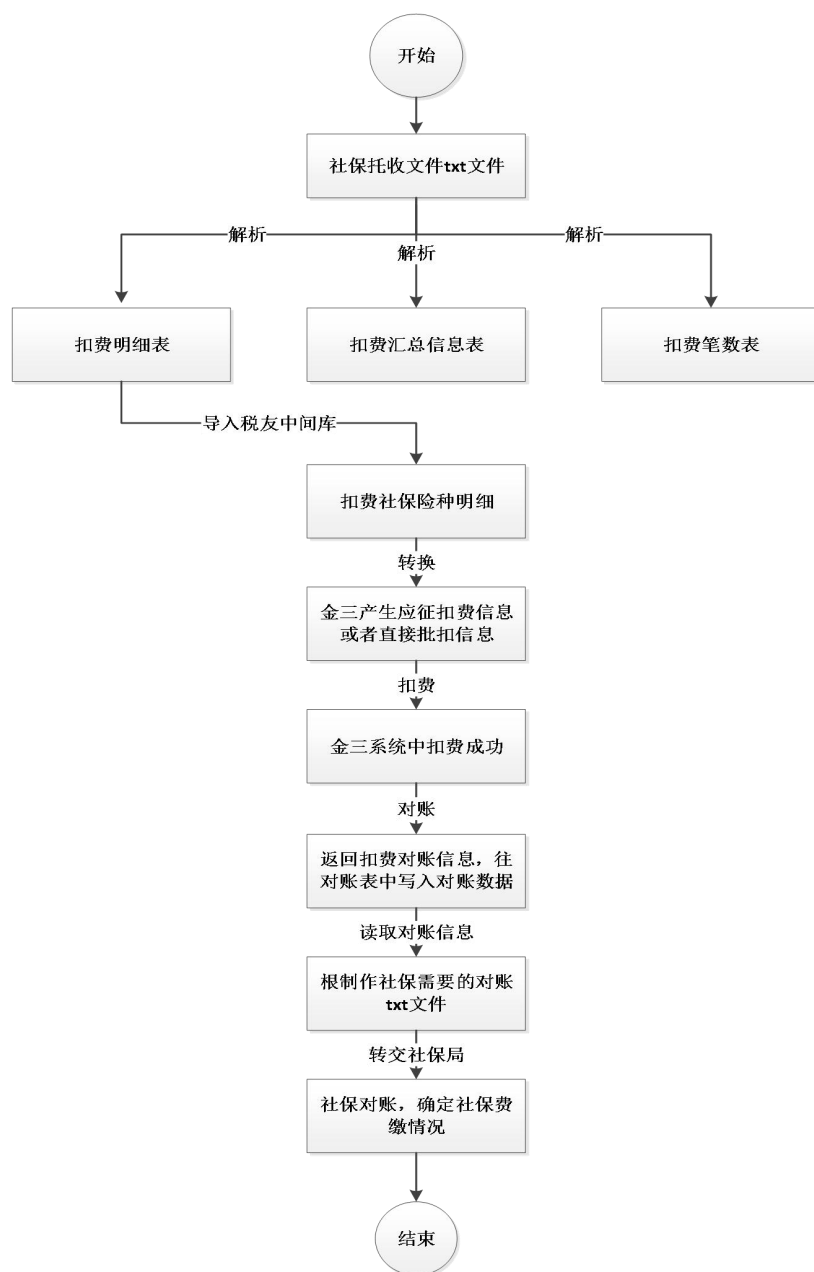 开始
社保托收文件txt文件
解析
解析
解析
扣费明细表
扣费汇总信息表
扣费笔数表
导入税友中间库
扣费社保险种明细
转换
金三产生应征扣费信息
或者直接批扣信息
扣费
金三系统中扣费成功
对账
返回扣费对账信息，往
对账表中写入对账数据
读取对账信息
根制作社保需要的对账
txt文件
转交社保局
社保对账，确定社保费
缴情况
结束